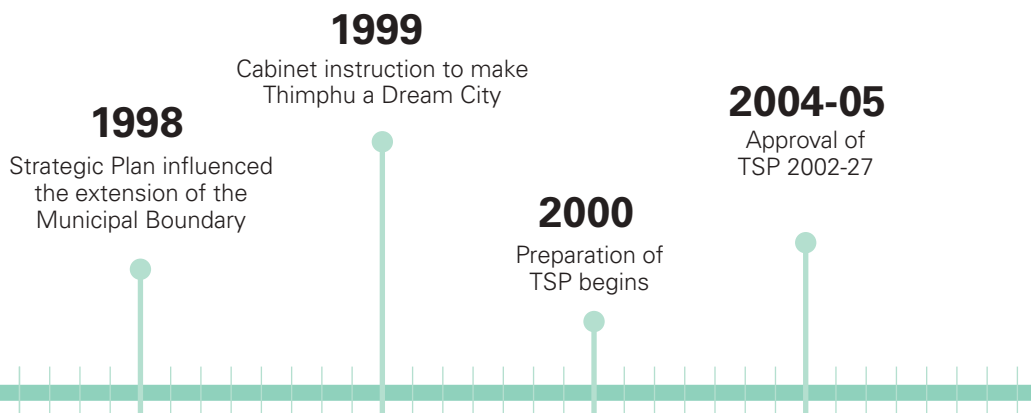 1998
Strategic Plan influenced
the extension of the
Municipal Boundary
1999
Cabinet instruction to make
Thimphu a Dream City
2000
Preparation of
TSP begins
2004-05
Approval of
TSP 2002-27